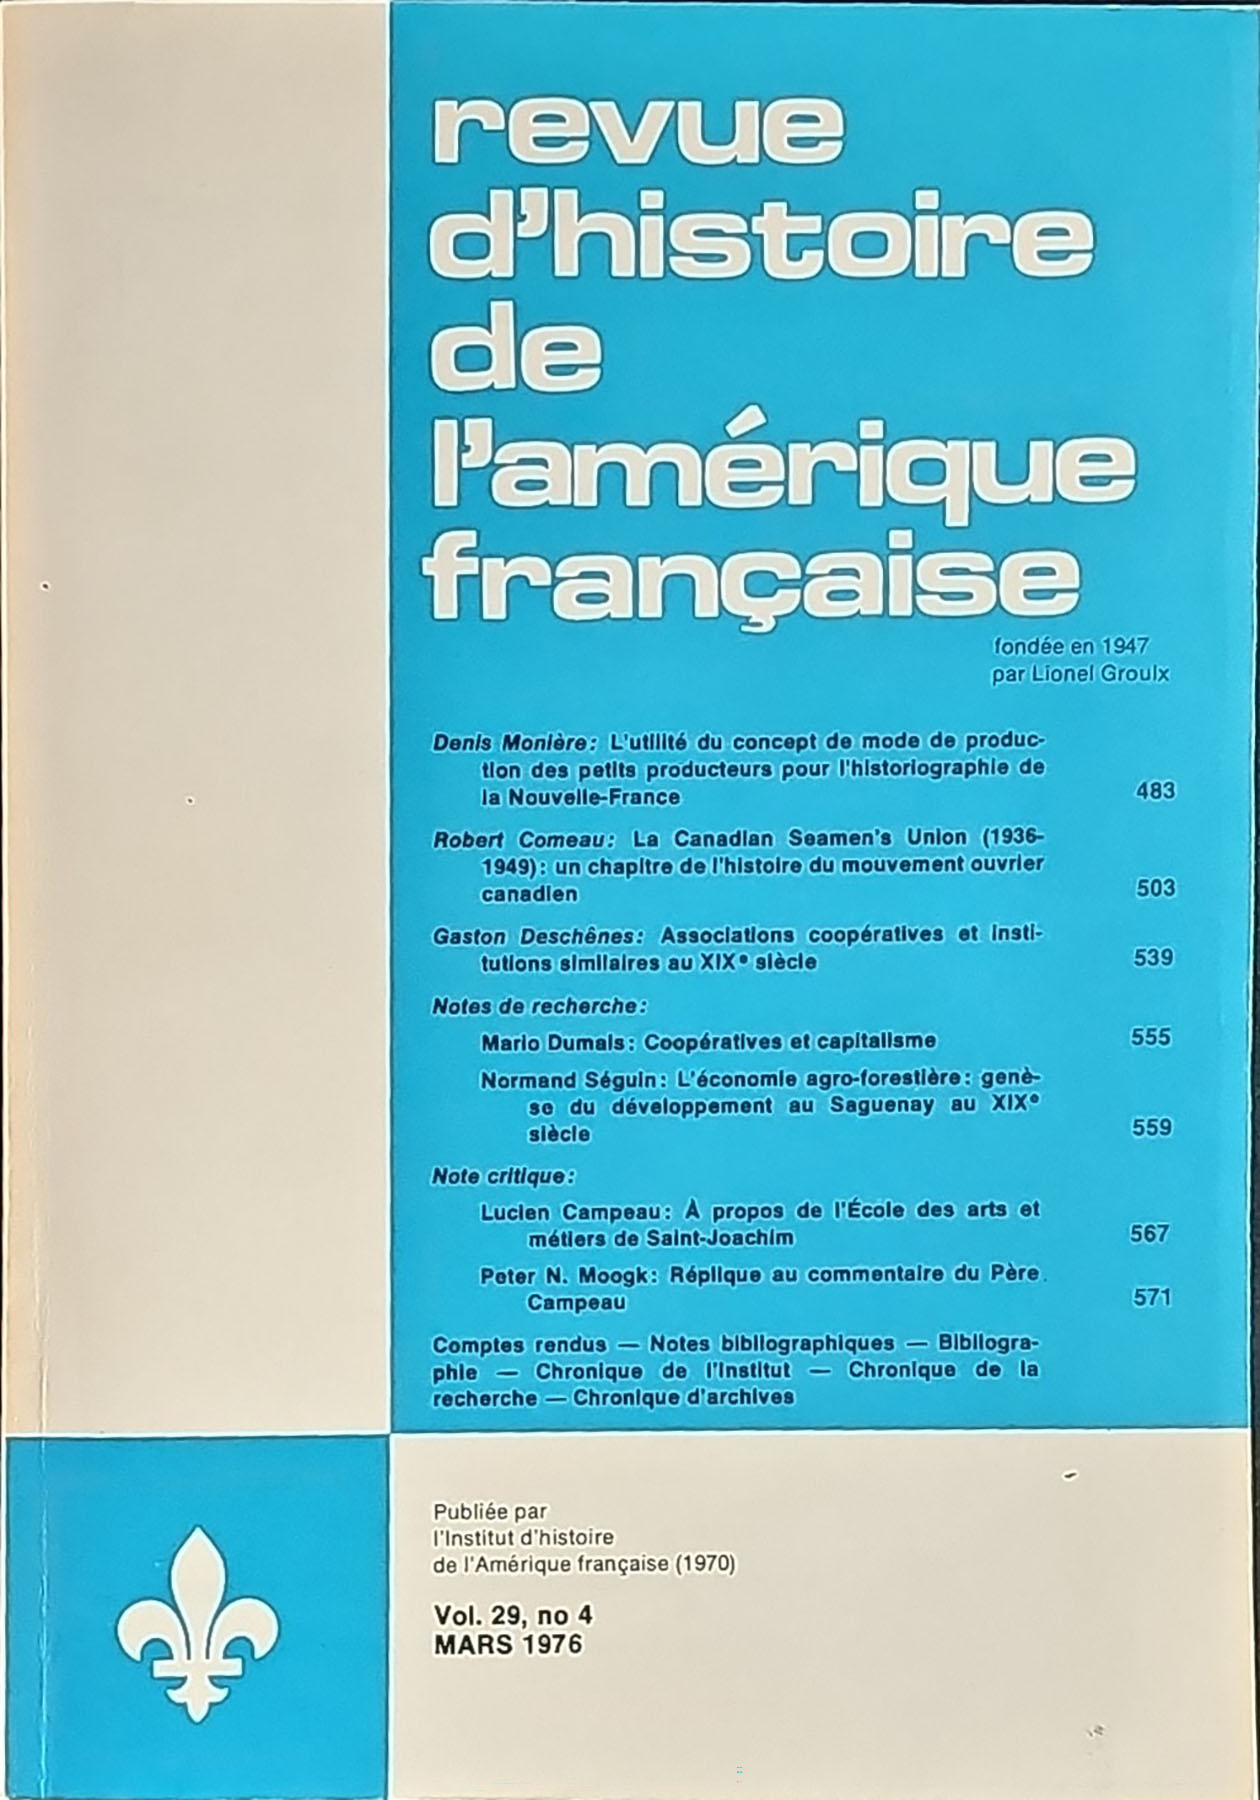 revue
d'histoire
de
l'amérique
française
fondée en 1947
par Lionel Groulx
Denis Monière: L'utilité du concept de mode de produc-
tion des petits producteurs pour l'historiographie de
la Nouvelle-France 483
Robert Comeau: La Canadian Seamen's Union (1936-
1949): un chapitre de l'histoire du mouvement ouvrier
canadien 503
Gaston Deschênes: Associations coopératives et insti-
tutions similaires au XIXe siècle 539
Notes de recherche:
Mario Dumais: Coopératives et capitalisme 555
Normand Séguin: L'économie agro-forestière: genè-
se du développement au Saguenay au XIXe
siècle 559
Note critique:
Lucien Campeau: À propos de l'École des arts et
métiers de Saint-Joachim 567
Peter N. Moogk: Réplique au commentaire du Père
Campeau 571
Comptes rendus — Notes bibliographiques — Bibliogra-
phie — Chronique de l'Institut — Chronique de la
recherche — Chronique d'archives
Publiée par
l'Institut d'histoire
de l'Amérique française (1970)
Vol. 29, no 4
MARS 1976